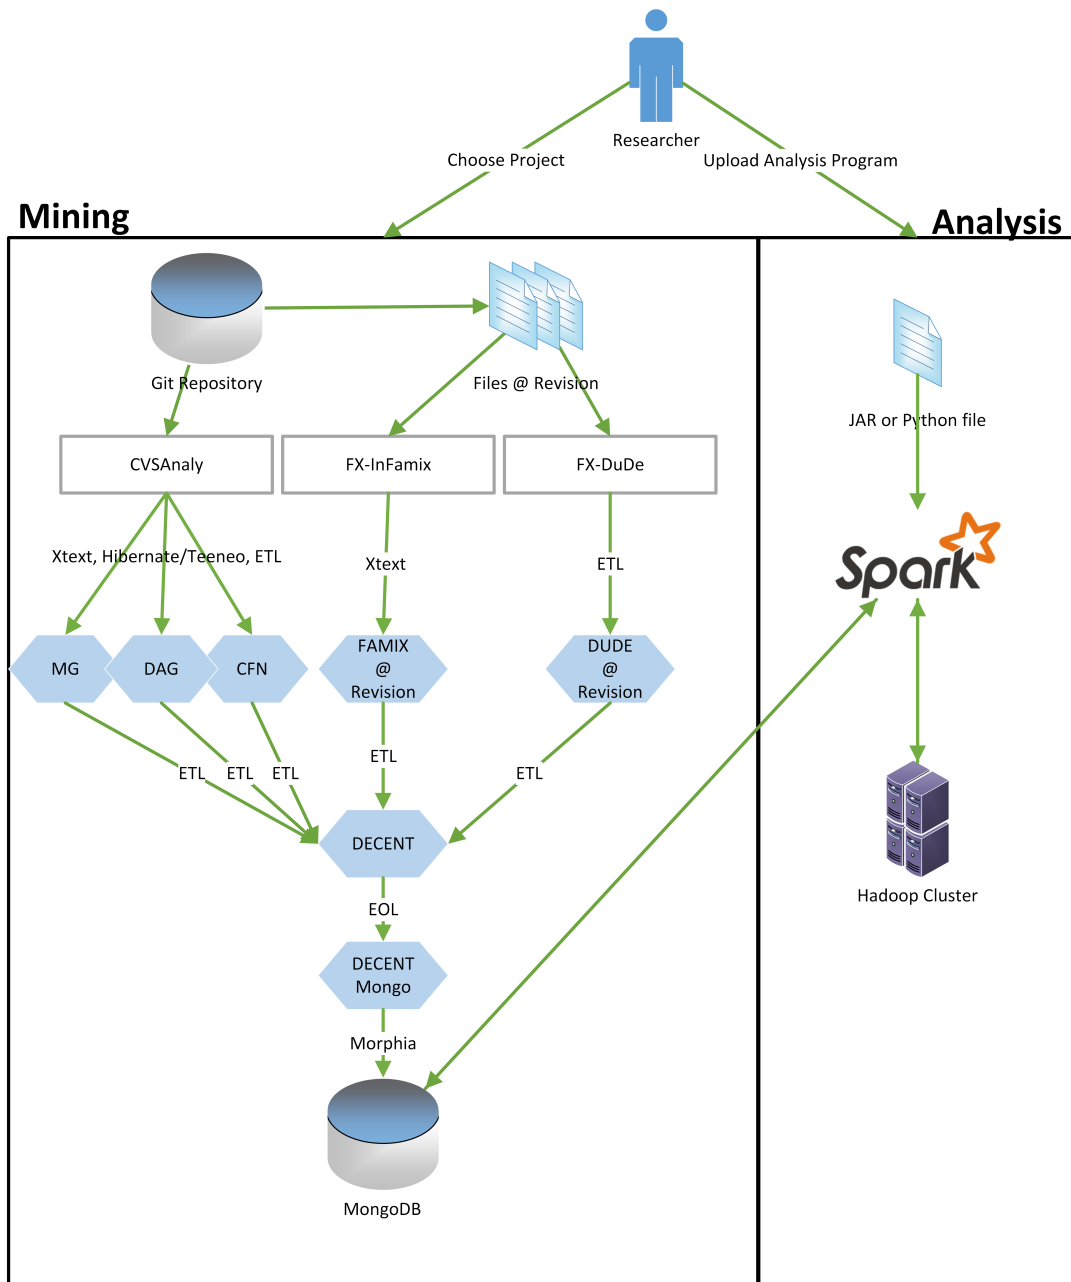 Researcher
Choose Project
Upload Analysis Program
Mining
Analysis
Git Repository
Files @ Revision
JAR or Python file
CVSAnaly
FX-InFamix
FX-DuDe
Xtext, Hibernate/Teeneo, ETL
Xtext
ETL
Spark
MG
DAG
CFN
FAMIX
@
Revision
DUDE
@
Revision
ETL
ETL
ETL
ETL
ETL
DECENT
Hadoop Cluster
EOL
DECENT
Mongo
Morphia
MongoDB